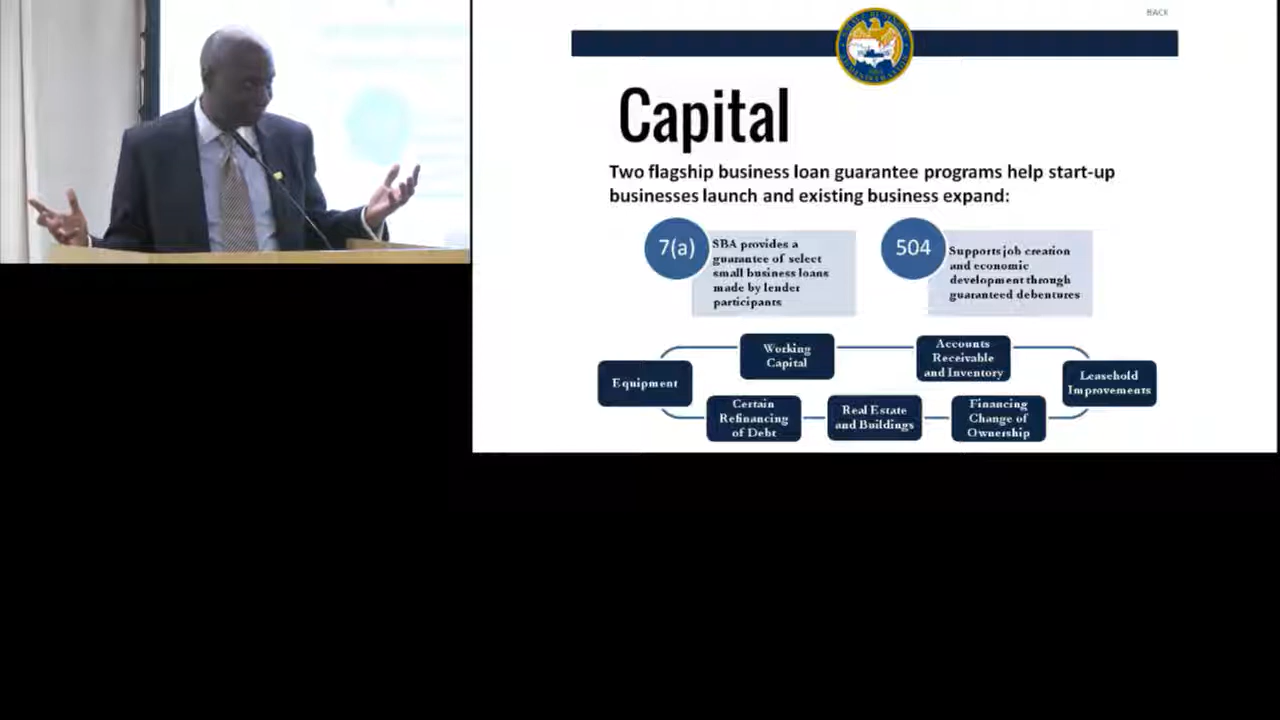 BACK
Capital
Two flagship business loan guarantee programs help start-up
businesses launch and existing business expand:
7(a)
SBA provides a
guarantee of select
small business loans
made by lender
participants
504
Supports job creation
and economic
development through
guaranteed debentures
Equipment
Working
Capital
Accounts
Receivable
and Inventory
Leasehold
Improvements
Certain
Refinancing
of Debt
Real Estate
and Buildings
Financing
Change of
Ownership